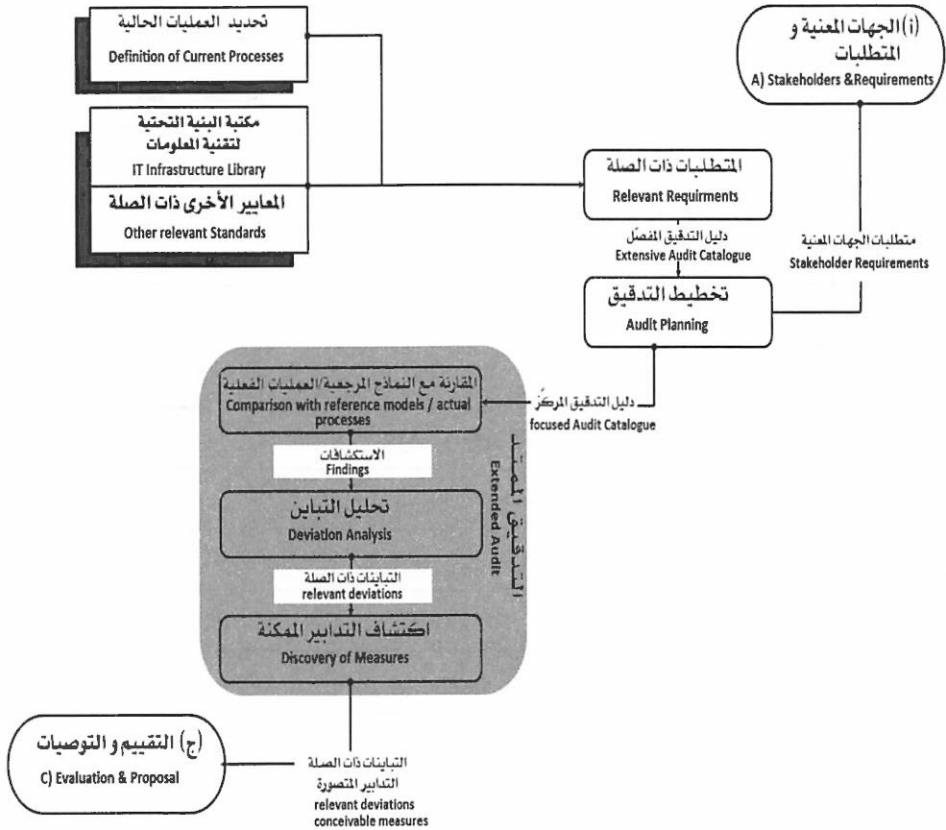 تحديد العمليات الحالية
Definition of Current Processes
(i) الجهات المعنية و
المتطلبات
A) Stakeholders &Requirements
مكتبة البنية التحتية
لتقنية المعلومات
IT Infrastructure Library
المعايير الأخرى ذات الصلة
Other relevant Standards
المتطلبات ذات الصلة
Relevant Requirments
دليل التدقيق المفصّل
Extensive Audit Catalogue
متطلبات الجهات المعنية
Stakeholder Requirements
تخطيط التدقيق
Audit Planning
دليل التدقيق المركّز
focused Audit Catalogue
المقارنة مع النماذج المرجعية/العمليات الفعلية
Comparison with reference models / actual
processes
الاستكشافات
Findings
تحليل التباين
Deviation Analysis
التباينات ذات الصلة
relevant deviations
اكتشاف التدابير الممكنة
Discovery of Measures
التدقيق الممتد
Extended Audit
(ج) التقييم و التوصيات
C) Evaluation & Proposal
التباينات ذات الصلة
التدابير المتصورة
relevant deviations
conceivable measures